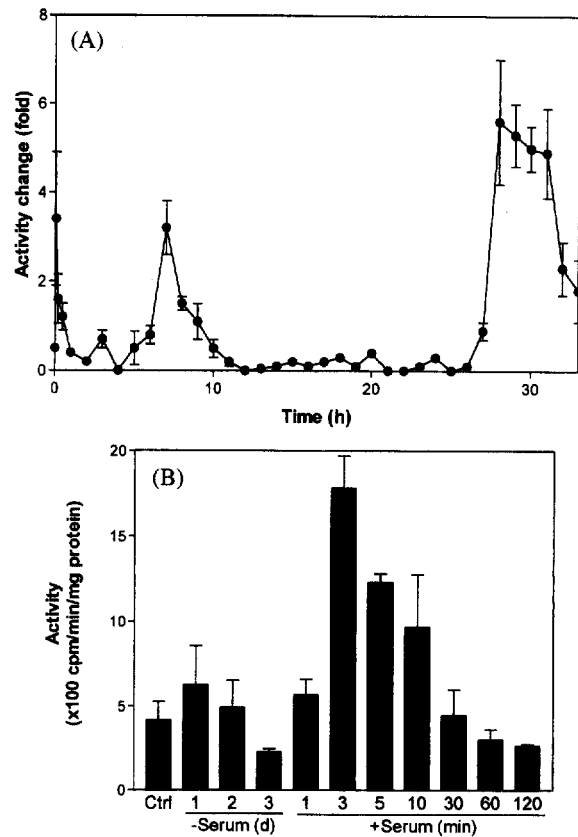 (A)
Activity change (fold)
8
6
4
2
0
0 10 20 30
Time (h)
(B)
Activity
(x100 cpm/min/mg protein)
20
15
10
5
0
Ctrl 1 2 3 1 3 5 10 30 60 120
-Serum (d) +Serum (min)